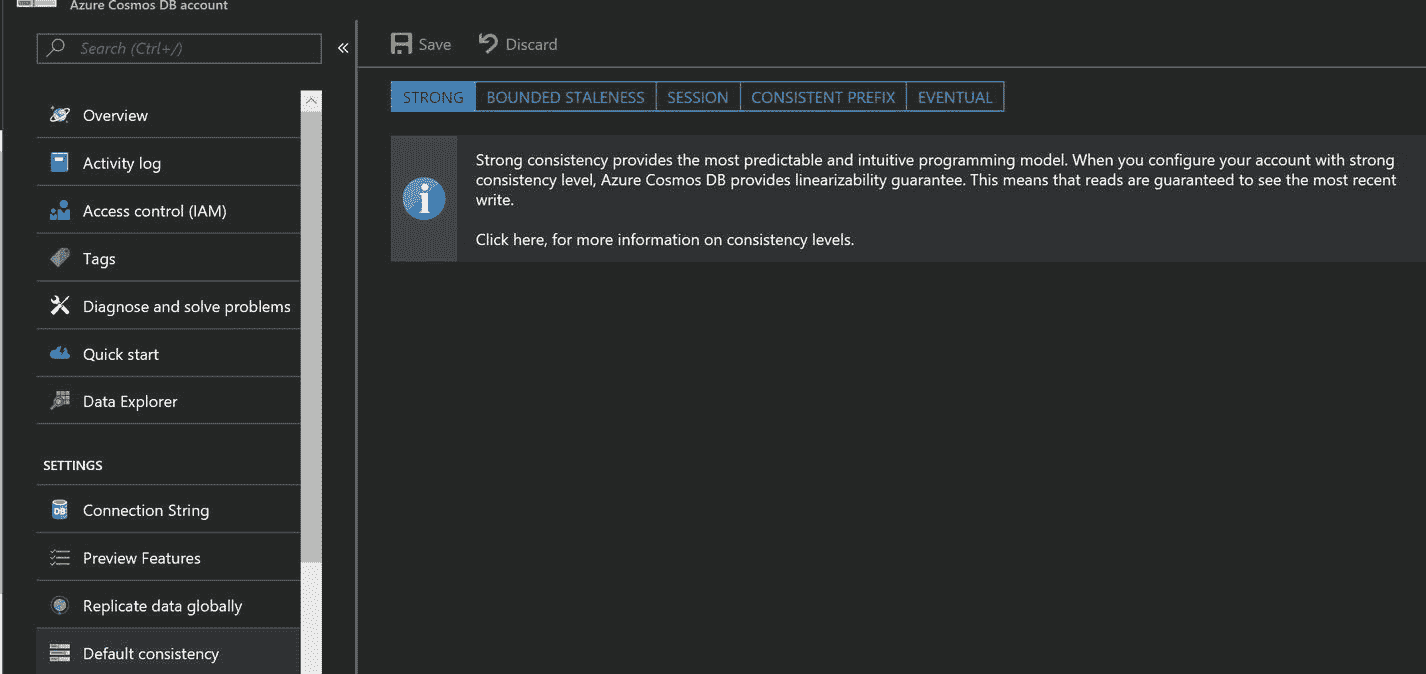 Azure Cosmos DB account
Search (Ctrl+/)
«
Save
Discard
STRONG
BOUNDED STALENESS
SESSION
CONSISTENT PREFIX
EVENTUAL
Overview
Activity log
Access control (IAM)
Tags
Diagnose and solve problems
Quick start
Data Explorer
SETTINGS
Connection String
Preview Features
Replicate data globally
Default consistency
Strong consistency provides the most predictable and intuitive programming model. When you configure your account with strong
consistency level, Azure Cosmos DB provides linearizability guarantee. This means that reads are guaranteed to see the most recent
write.
Click here, for more information on consistency levels.